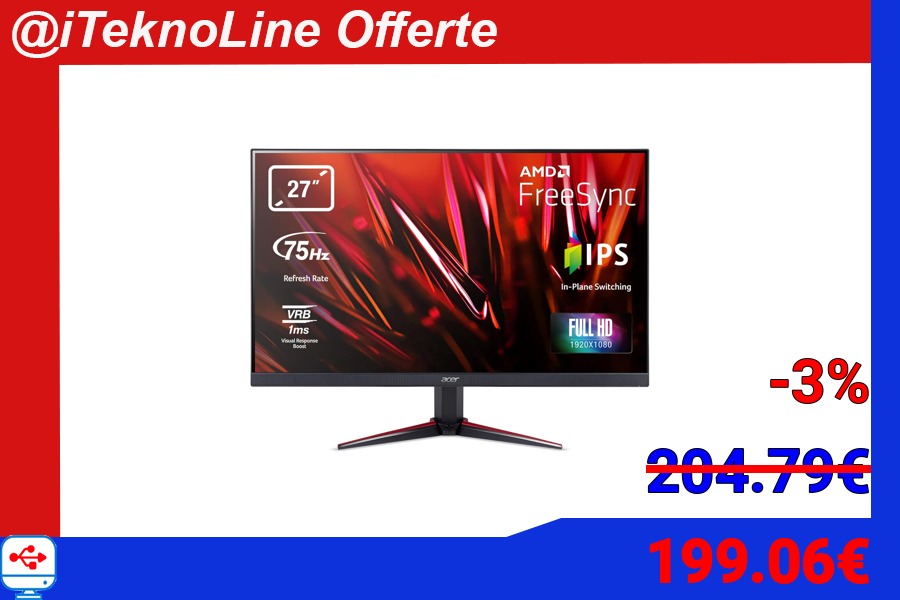 @iTeknoLine Offerte
27"
AMD
FreeSync
75Hz
Refresh Rate
IPS
In-Plane Switching
VRB
1ms
Visual Response
Boost
FULL HD
1920X1080
acer
-3%
204.79€
199.06€